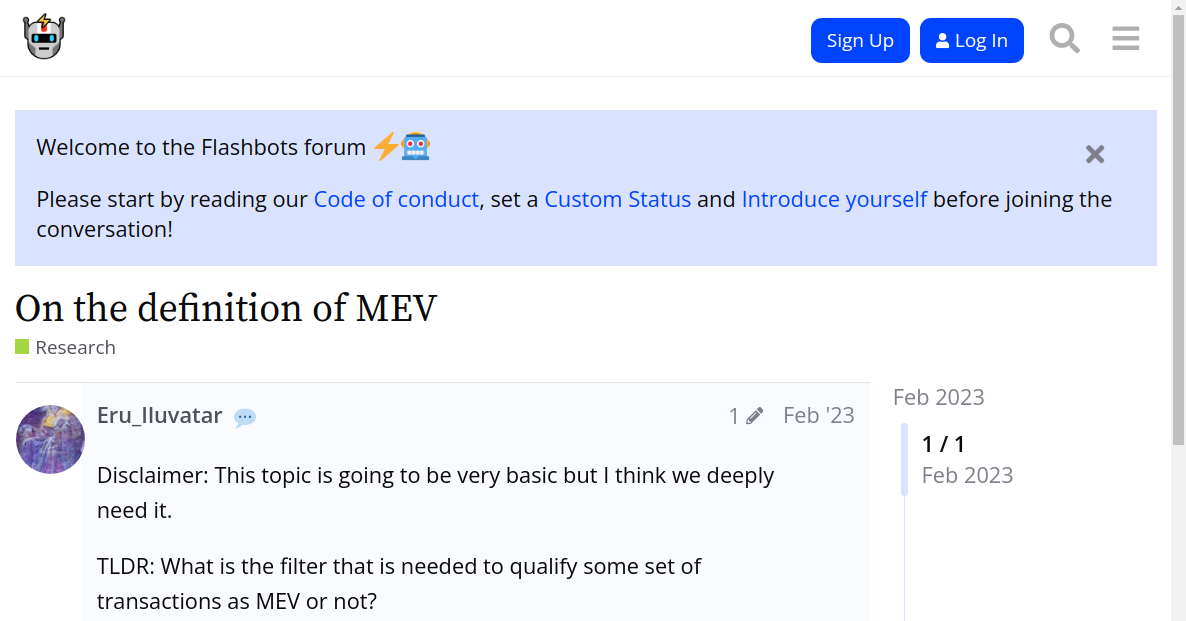 Sign Up
Log In
Welcome to the Flashbots forum
Please start by reading our Code of conduct, set a Custom Status and Introduce yourself before joining the
conversation!
On the definition of MEV
Research
Eru_Iluvatar
1
Feb '23
Feb 2023
1 / 1
Feb 2023
Disclaimer: This topic is going to be very basic but I think we deeply
need it.
TLDR: What is the filter that is needed to qualify some set of
transactions as MEV or not?